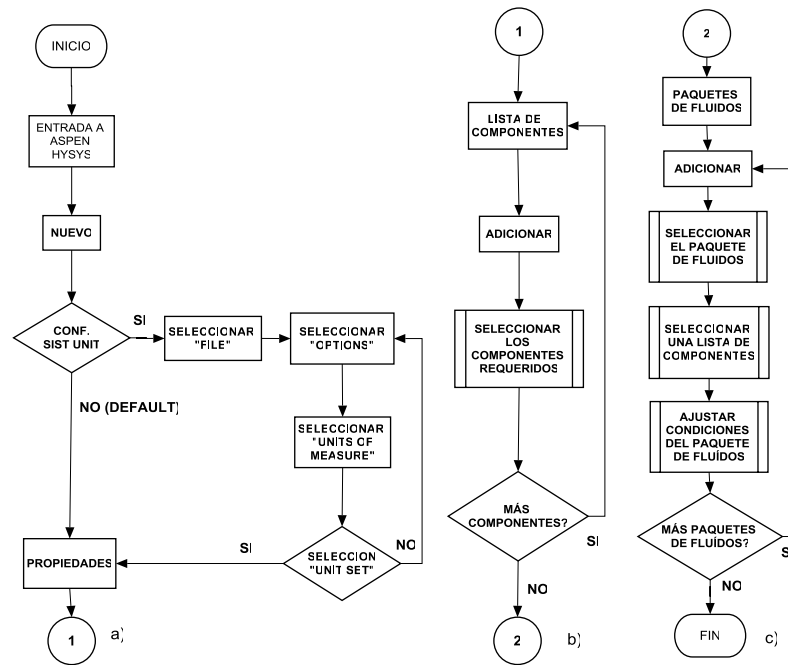 INICIO
ENTRADA A
ASPEN
HYSYS
NUEVO
CONF.
SIST UNIT
SI
SELECCIONAR
"FILE"
SELECCIONAR
"OPTIONS"
NO (DEFAULT)
SELECCIONAR
"UNITS OF
MEASURE"
SELECCION
"UNIT SET"
NO
SI
PROPIEDADES
1
a)
1
LISTA DE
COMPONENTES
ADICIONAR
SELECCIONAR
LOS
COMPONENTES
REQUERIDOS
MÁS
COMPONENTES?
SI
NO
2
b)
2
PAQUETES
DE FLUIDOS
ADICIONAR
SELECCIONAR
EL PAQUETE
DE FLUIDOS
SELECCIONAR
UNA LISTA DE
COMPONENTES
AJUSTAR
CONDICIONES
DEL PAQUETE
DE FLUÍDOS
MÁS PAQUETES
DE FLUÍDOS?
NO
FIN
c)